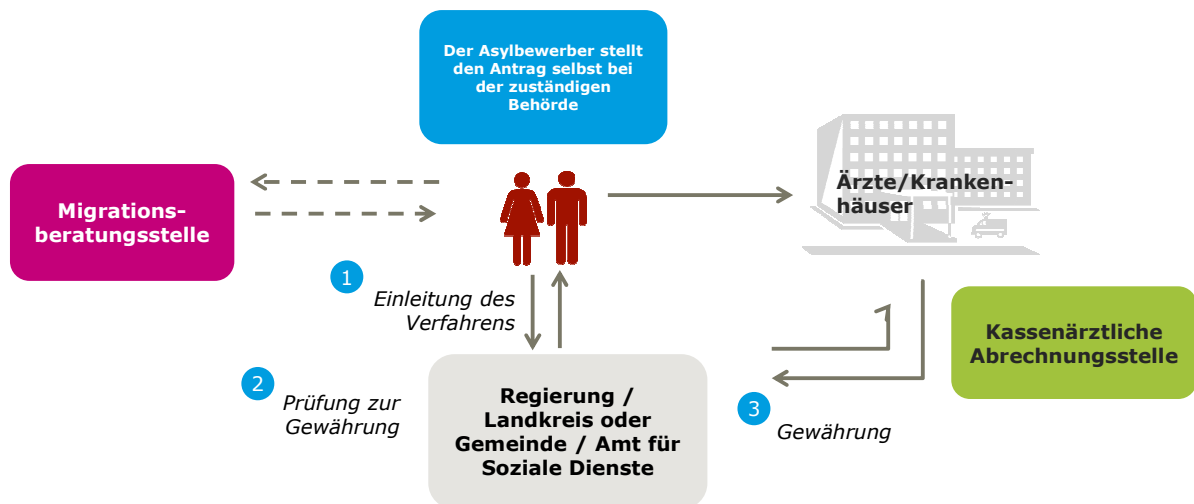 Der Asylbewerber stellt
den Antrag selbst bei
der zuständigen
Behörde
Migrations-
beratungsstelle
Ärzte/Kranken-
häuser
1
Einleitung des
Verfahrens
Kassenärztliche
Abrechnungsstelle
2
Prüfung zur
Gewährung
Regierung /
Landkreis oder
Gemeinde / Amt für
Soziale Dienste
3
Gewährung